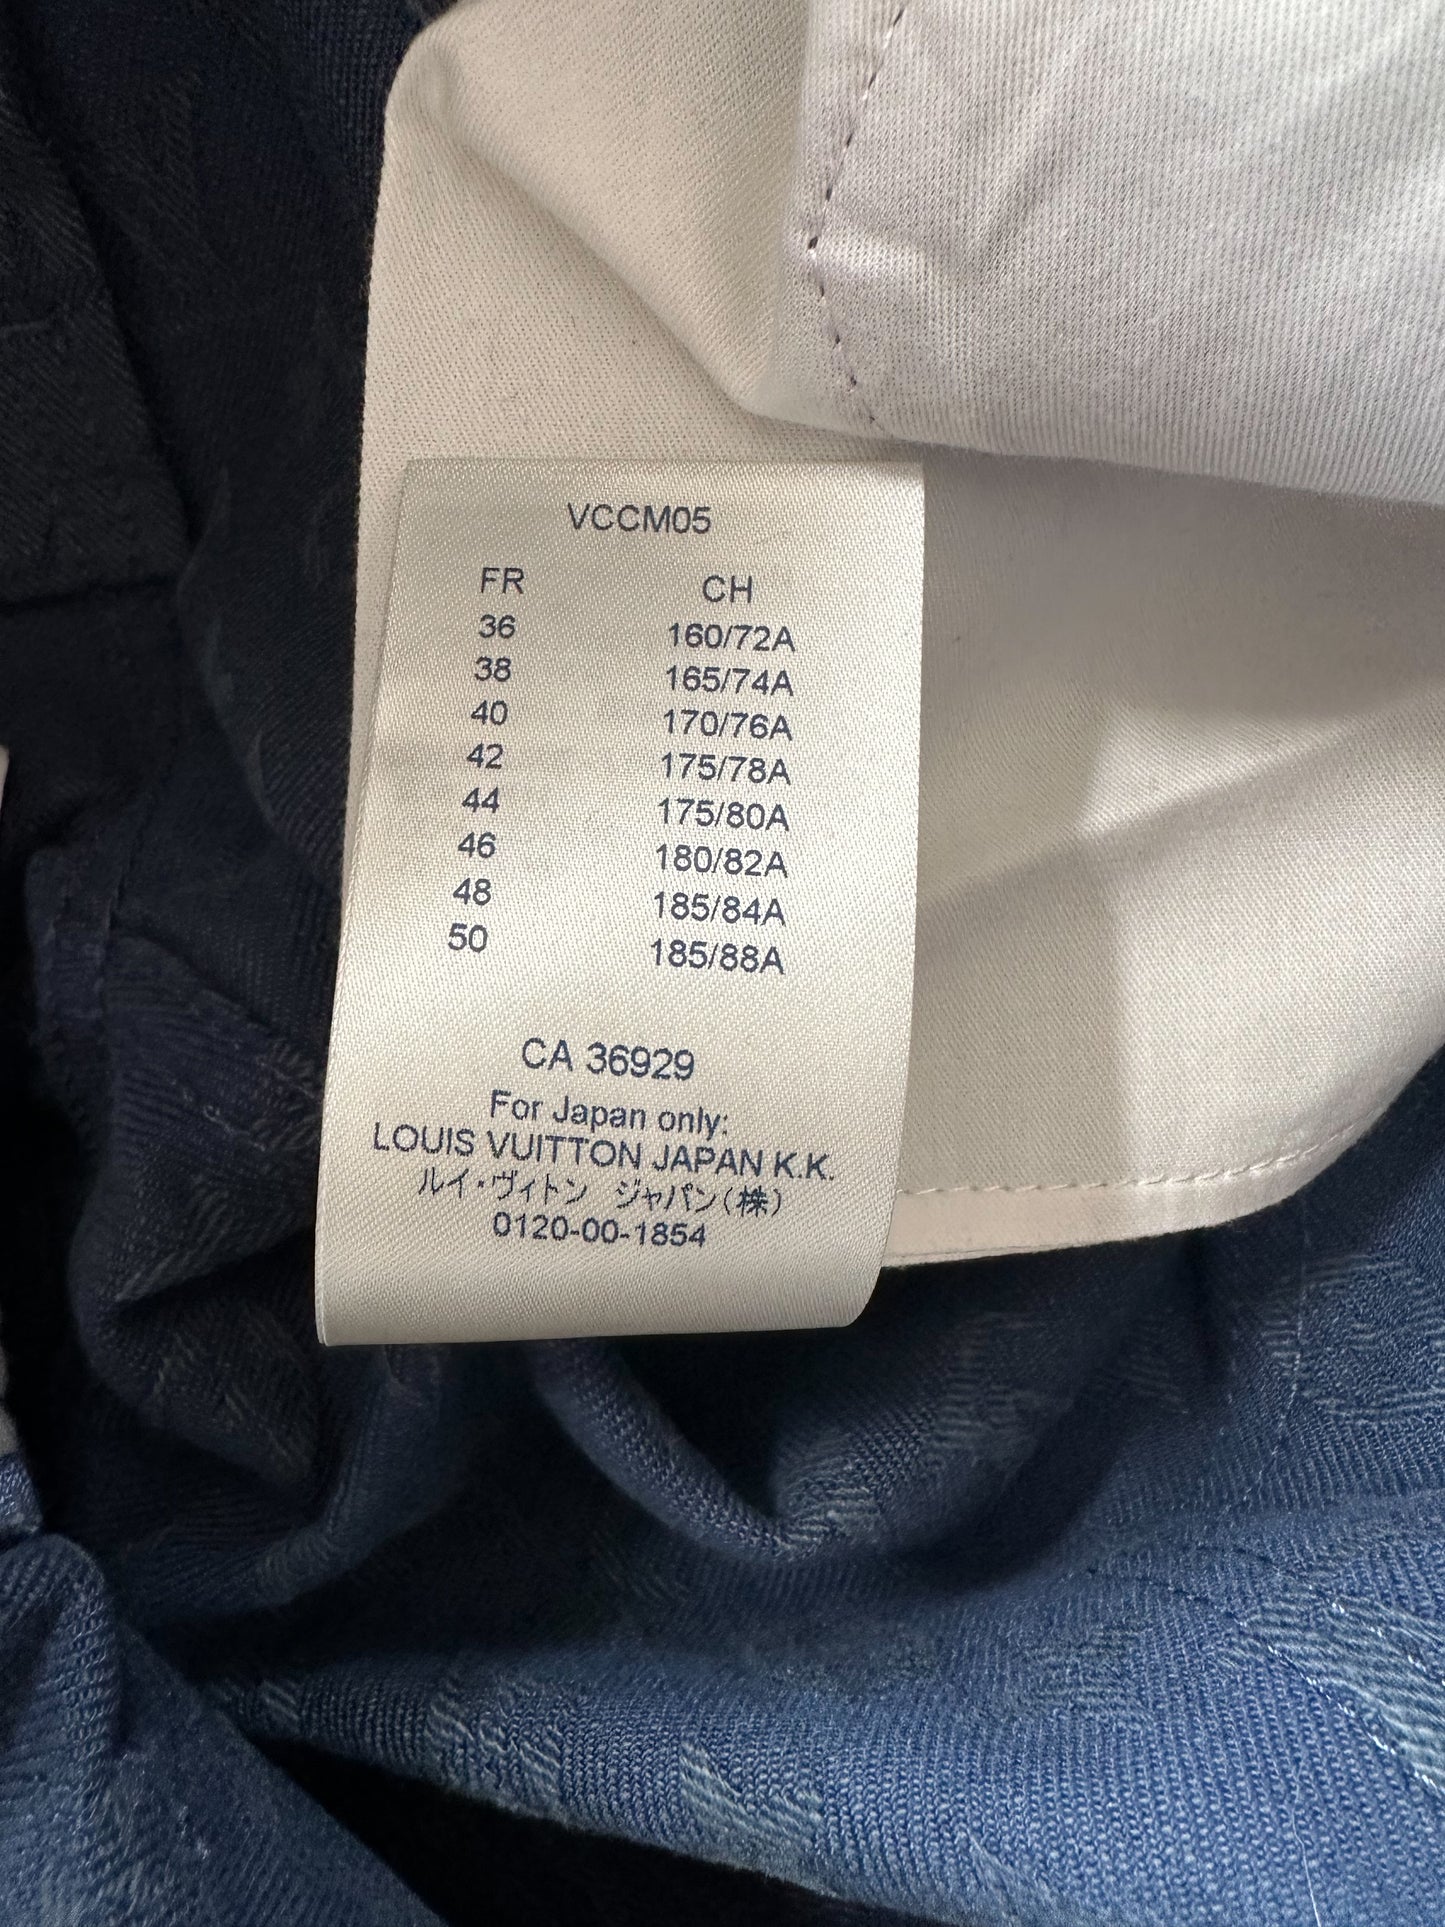 VCCM05
FR CH
36 160/72A
38 165/74A
40 170/76A
42 175/78A
44 175/80A
46 180/82A
48 185/84A
50 185/88A
CA 36929
For Japan only:
LOUIS VUITTON JAPAN K.K.
ルイ・ヴィトン ジャパン(株)
0120-00-1854